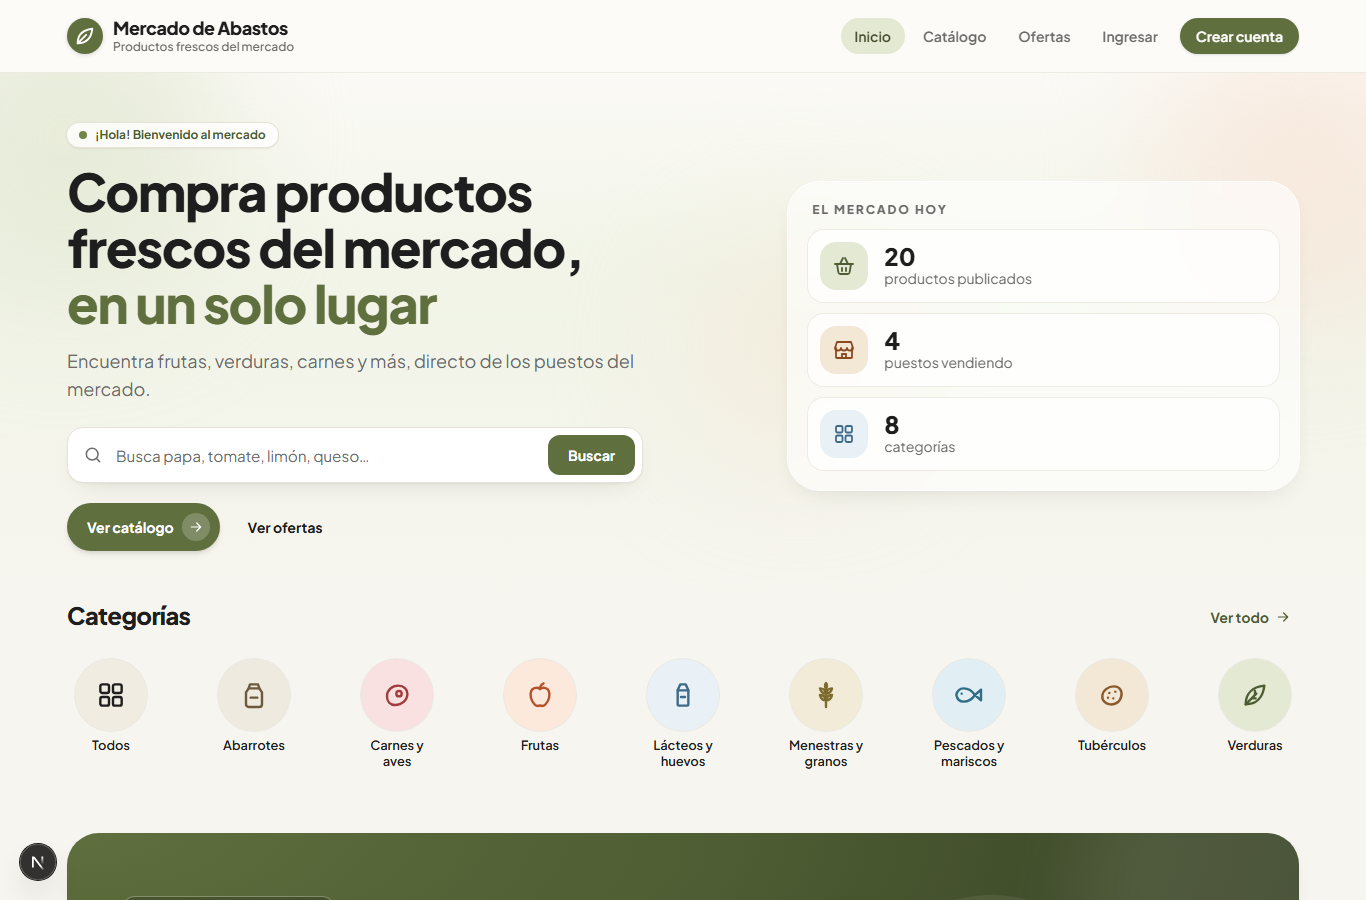 Mercado de Abastos
Productos frescos del mercado
Inicio
Catálogo
Ofertas
Ingresar
Crear cuenta
¡Hola! Bienvenido al mercado
Compra productos
frescos del mercado,
en un solo lugar
Encuentra frutas, verduras, carnes y más, directo de los puestos del
mercado.
Busca papa, tomate, limón, queso...
Buscar
Ver catálogo
Ver ofertas
EL MERCADO HOY
20
productos publicados
4
puestos vendiendo
8
categorías
Categorías
Ver todo
Todos
Abarrotes
Carnes y
aves
Frutas
Lácteos y
huevos
Menestras y
granos
Pescados y
mariscos
Tubérculos
Verduras
N